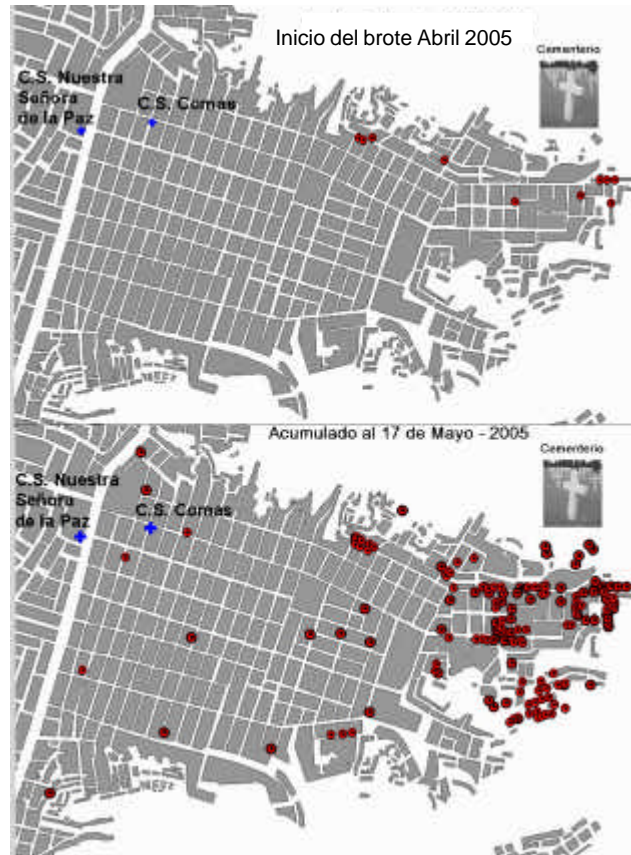 Inicio del brote Abril 2005
Cementerio
C.S. Nuestra
Señora
de la Paz
C.S. Comas
Acumulado al 17 de Mayo - 2005
Cementerio
C.S. Nuestra
Señora
de la Paz
C.S. Comas